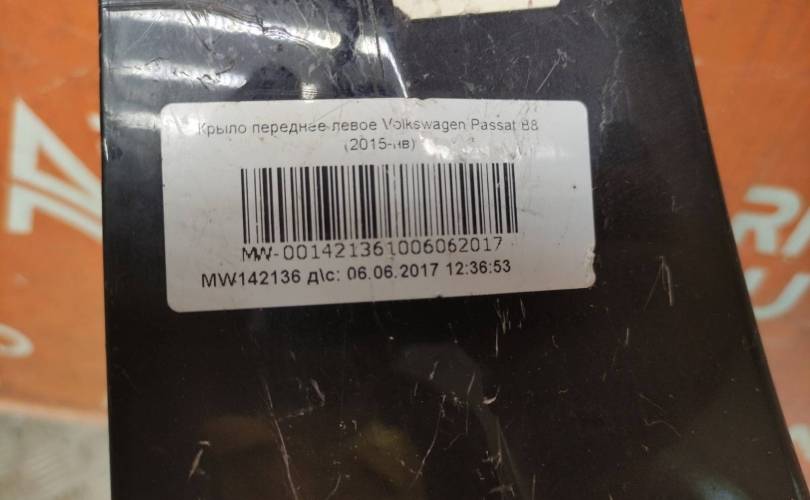 Крыло переднее левое Volkswagen Passat B8
(2015-нв)
MW-001421361006062017
MW142136 д\с: 06.06.2017 12:36:53